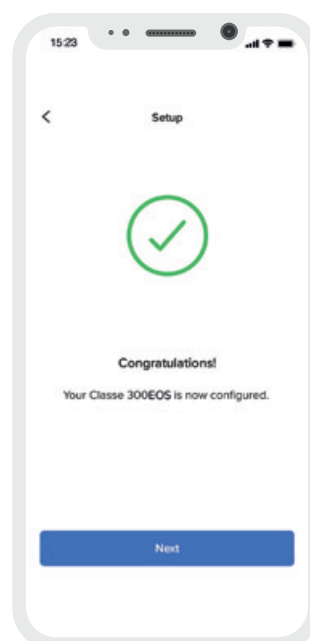 15:23
Setup
Congratulations!
Your Classe 300EOS is now configured.
Next